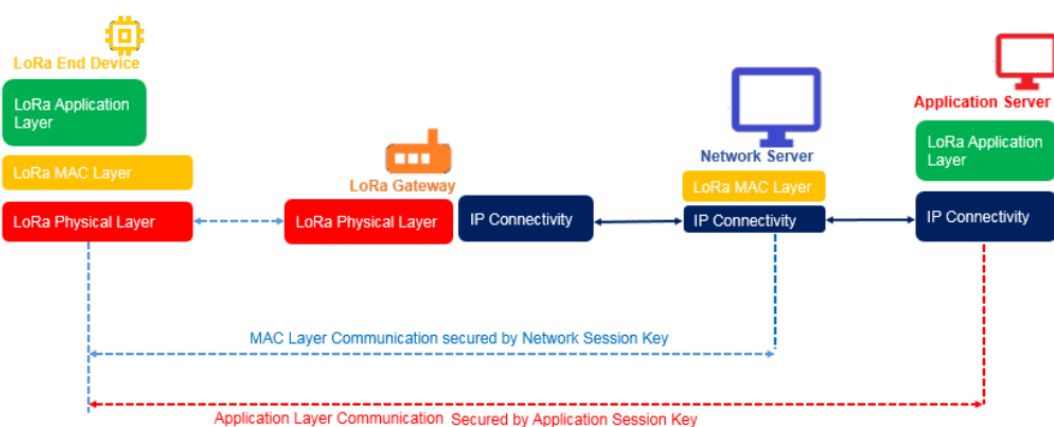 LoRa End Device
LoRa Application
Layer
LoRa MAC Layer
LoRa Physical Layer
LoRa Gateway
LoRa Physical Layer
IP Connectivity
Network Server
LoRa MAC Layer
IP Connectivity
Application Server
LoRa Application
Layer
IP Connectivity
MAC Layer Communication secured by Network Session Key
Application Layer Communication Secured by Application Session Key